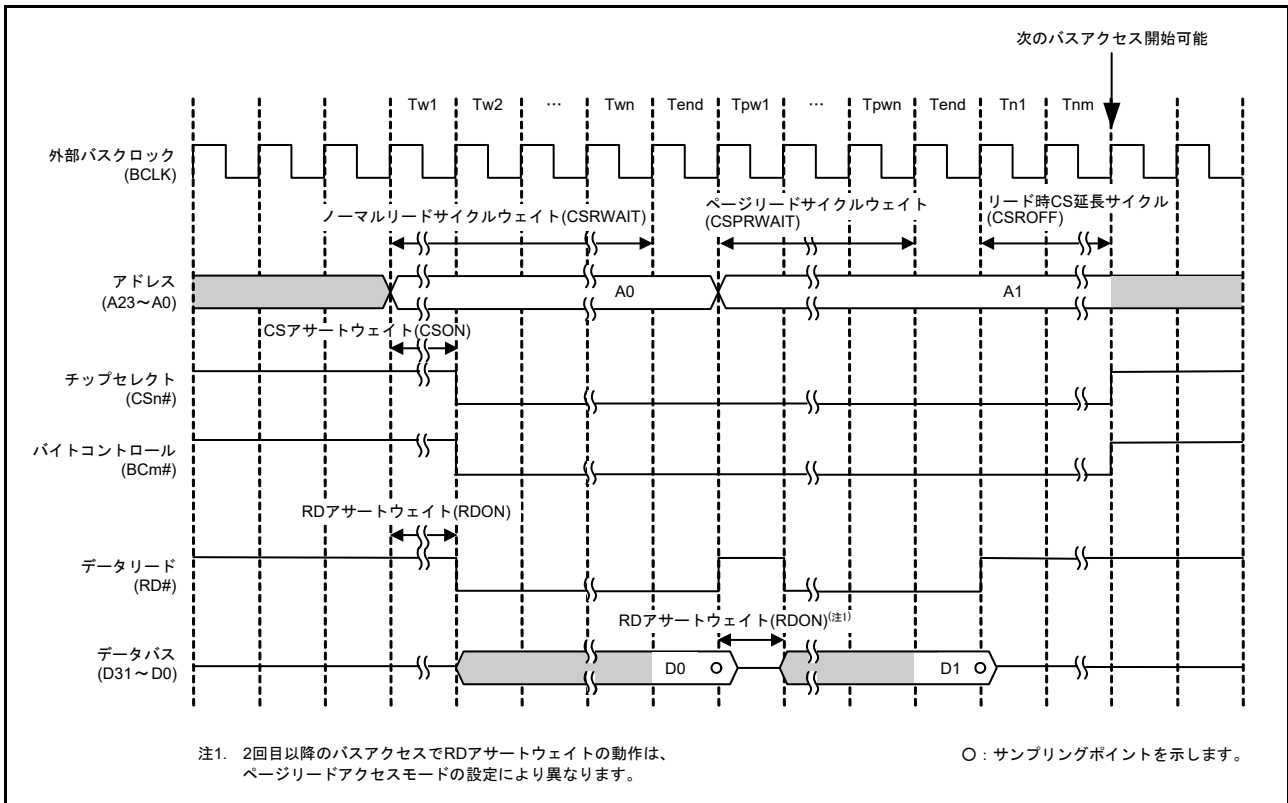 次のバスアクセス開始可能
Tw1 Tw2 … Twn Tend Tpw1 … Tpwn Tend Tn1 Tnm
外部バスクロック
(BCLK)
ノーマルリードサイクルウェイト(CSRWAIT)
ページリードサイクルウェイト
(CSPRWAIT)
リード時CS延長サイクル
(CSROFF)
アドレス
(A23～A0)
A0
A1
CSアサートウェイト(CSON)
チップセレクト
(CSn#)
バイトコントロール
(BCm#)
RDアサートウェイト(RDON)
データリード
(RD#)
RDアサートウェイト(RDON)(注1)
データバス
(D31～D0)
D0
D1
注1. 2回目以降のバスアクセスでRDアサートウェイトの動作は、
ページリードアクセスモードの設定により異なります。
○：サンプリングポイントを示します。